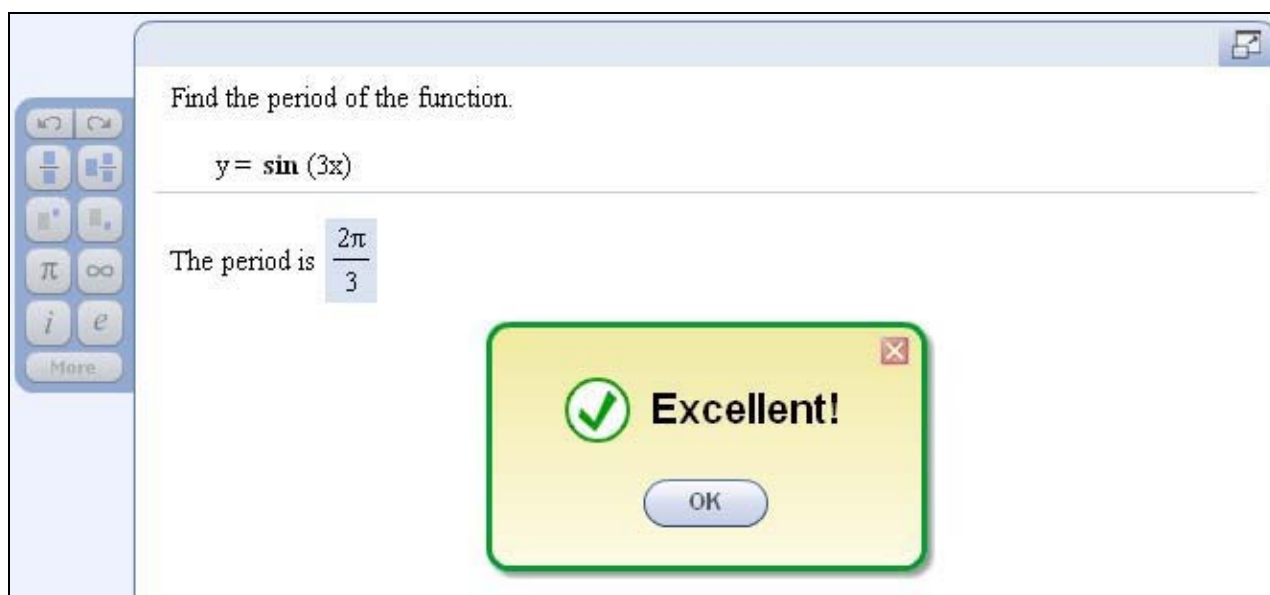 Find the period of the function.
y = sin (3x)
The period is 2π/3
π ∞
i e
More
Excellent!
OK